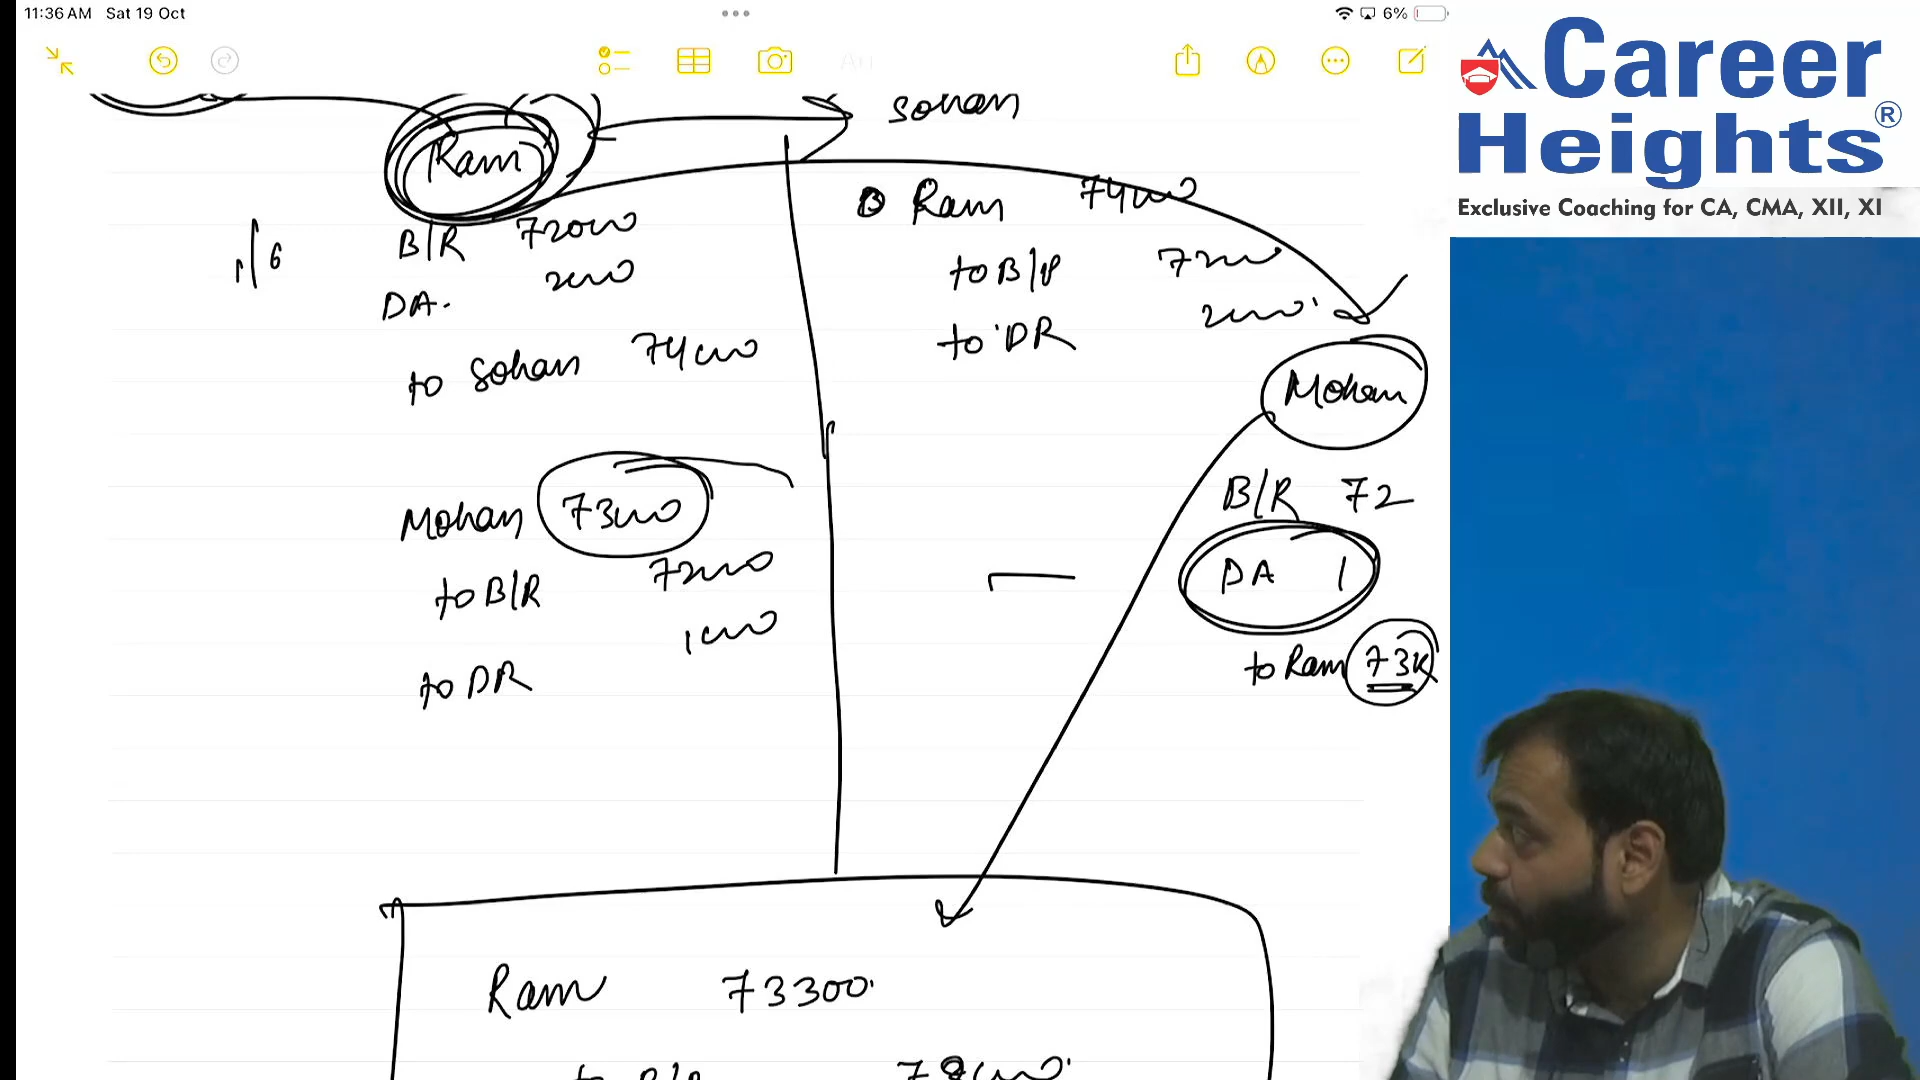 11:36 AM Sat 19 Oct
6%
Career
Heights®
Exclusive Coaching for CA, CMA, XII, XI
Sohan
Ram
1/6
B/R 72000
DA. 2000
to Sohan 74000
Ram 74000
to B/P 72000
to DR 2000
Mohan
Mohan 73000
to B/R 72000
to DR 1000
B/R 72
DA 1
to Ram 73K
Ram 73300